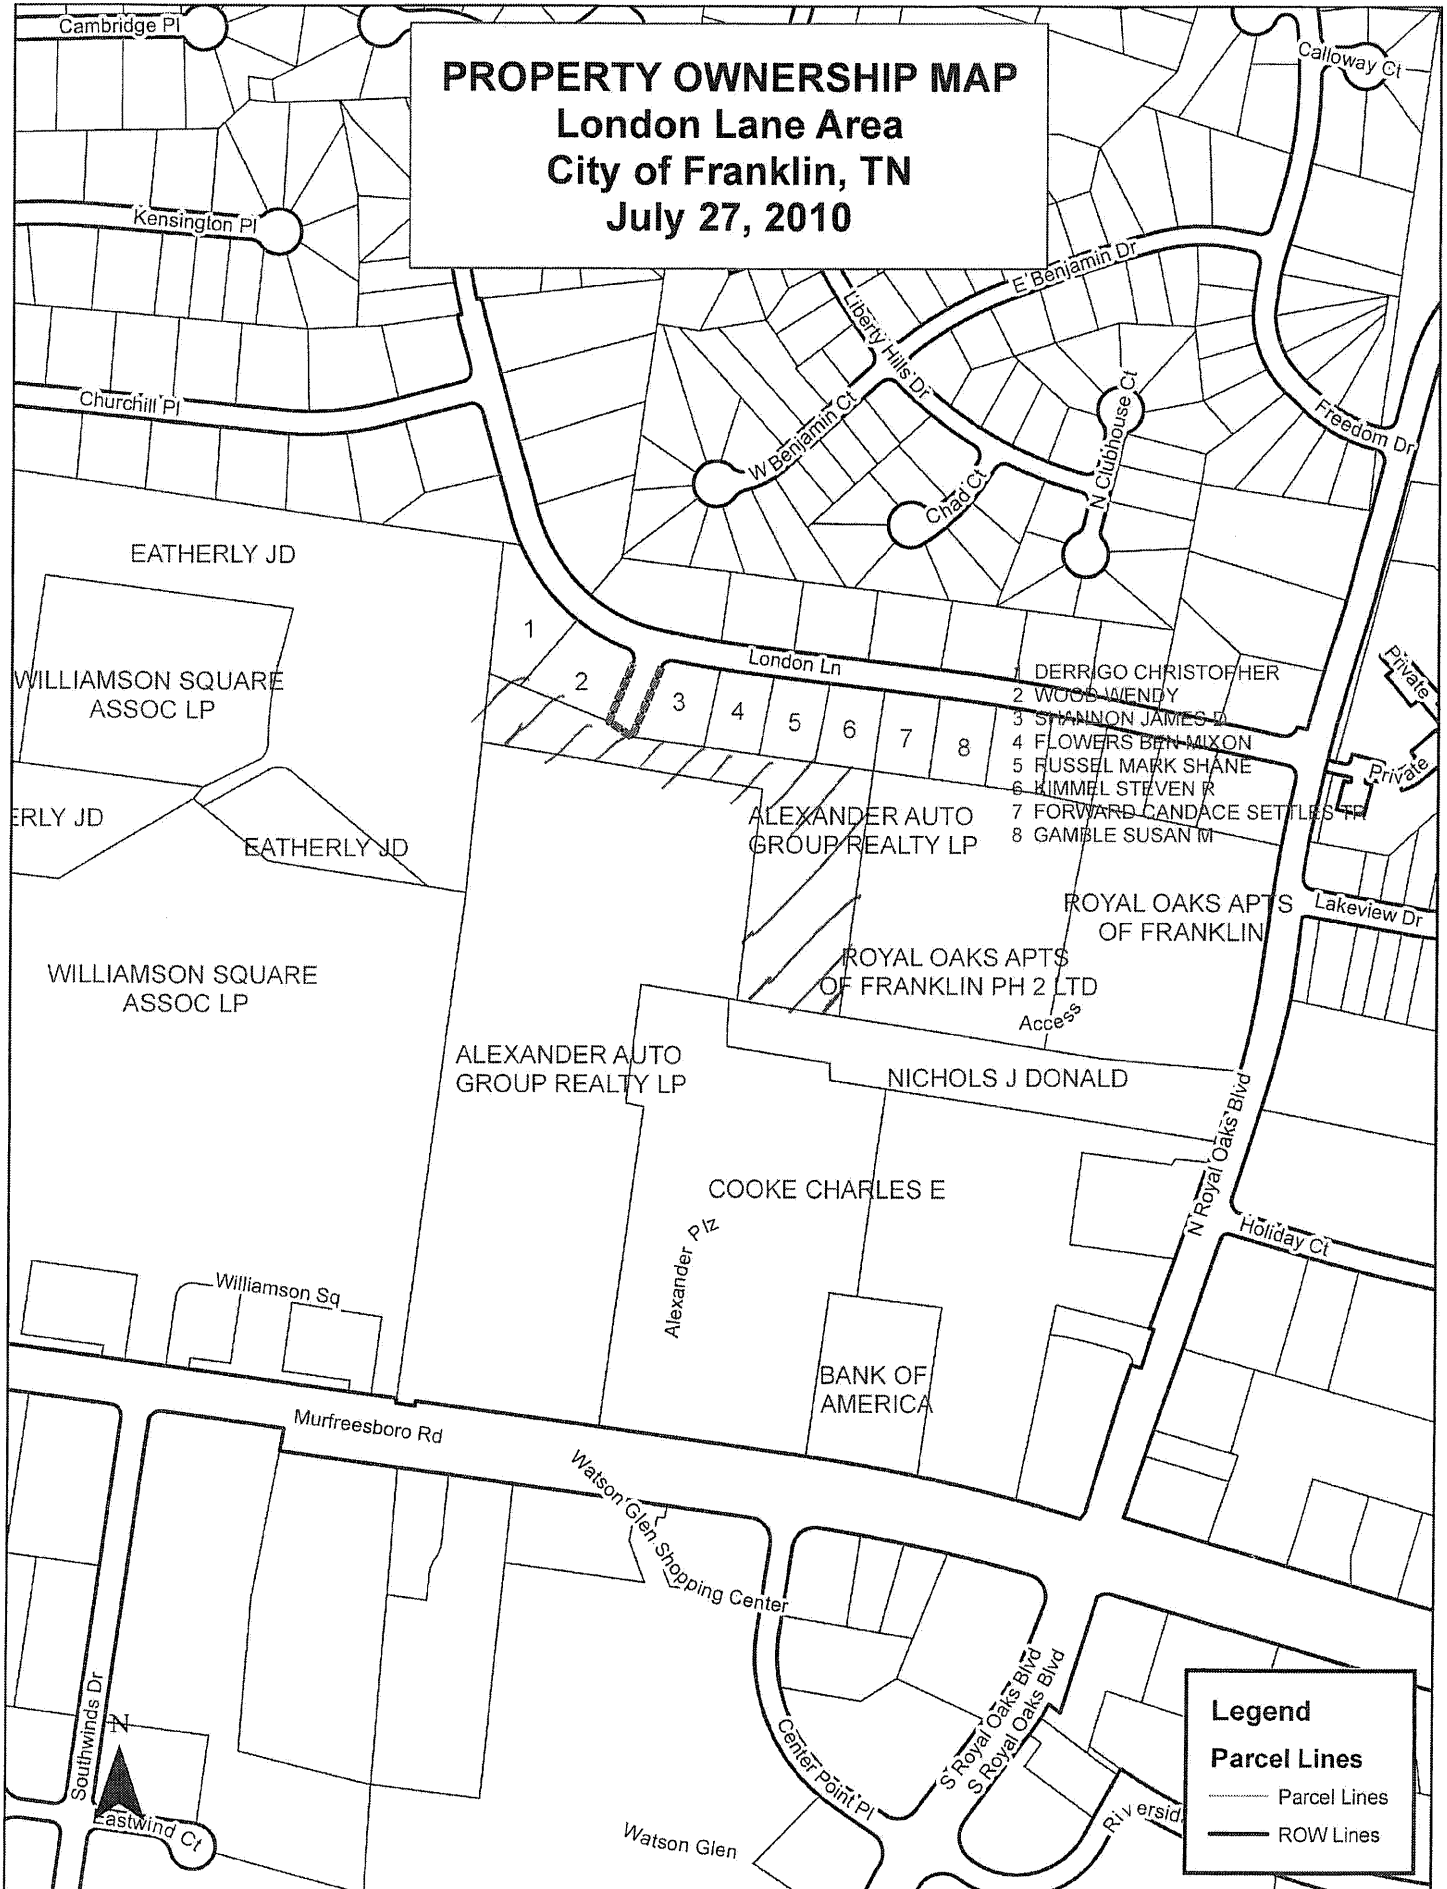 Cambridge Pl
PROPERTY OWNERSHIP MAP
London Lane Area
City of Franklin, TN
July 27, 2010
Calloway Ct
Kensington Pl
E Benjamin Dr
Liberty Hills Dr
Churchill Pl
W Benjamin Ct
N Clubhouse Ct
Freedom Dr
Chad Ct
EATHERLY JD
1
London Ln
WILLIAMSON SQUARE
ASSOC LP
2
3
4
5
6
7
8
1 DERRIGO CHRISTOPHER
2 WOOD WENDY
3 SHANNON JAMES D
4 FLOWERS BEN MIXON
5 RUSSEL MARK SHANE
6 KIMMEL STEVEN R
7 FORWARD CANDACE SETTLES TR
8 GAMBLE SUSAN M
Private
Private
ERLY JD
EATHERLY JD
ALEXANDER AUTO
GROUP REALTY LP
ROYAL OAKS APTS
OF FRANKLIN
Lakeview Dr
WILLIAMSON SQUARE
ASSOC LP
ROYAL OAKS APTS
OF FRANKLIN PH 2 LTD
Access
ALEXANDER AUTO
GROUP REALTY LP
NICHOLS J DONALD
N Royal Oaks Blvd
COOKE CHARLES E
Alexander Plz
Holiday Ct
Williamson Sq
BANK OF
AMERICA
Murfreesboro Rd
Watson Glen Shopping Center
Southwinds Dr
N
Eastwind Ct
S Royal Oaks Blvd
S Royal Oaks Blvd
Center Point Pl
Watson Glen
Riversid
Legend
Parcel Lines
Parcel Lines
ROW Lines